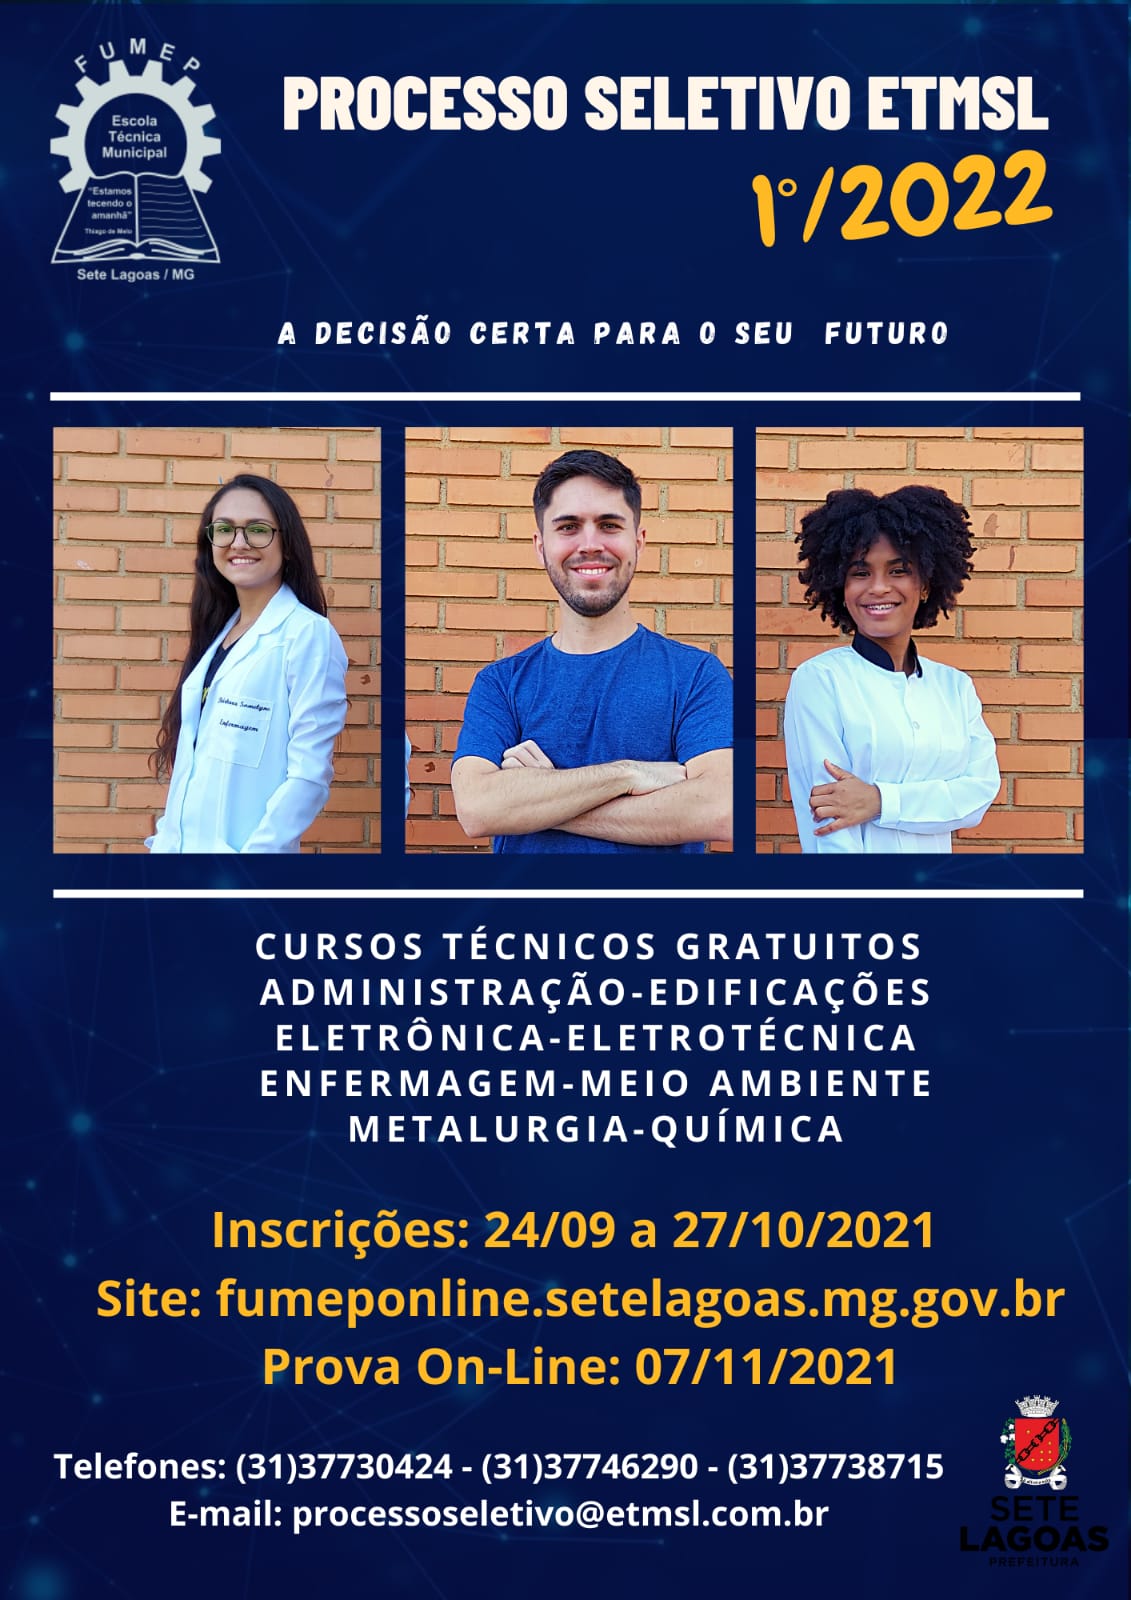 FUMEP
Escola
Técnica
Municipal
"Estamos
tecendo o
amanhã"
Thiago de Melo
Sete Lagoas / MG
PROCESSO SELETIVO ETMSL
1º/2022
A DECISÃO CERTA PARA O SEU FUTURO
Enfermagem
CURSOS TÉCNICOS GRATUITOS
ADMINISTRAÇÃO-EDIFICAÇÕES
ELETRÔNICA-ELETROTÉCNICA
ENFERMAGEM-MEIO AMBIENTE
METALURGIA-QUÍMICA
Inscrições: 24/09 a 27/10/2021
Site: fumeponline.setelagoas.mg.gov.br
Prova On-Line: 07/11/2021
Telefones: (31)37730424 - (31)37746290 - (31)37738715
E-mail: processoseletivo@etmsl.com.br
SETE
LAGOAS
PREFEITURA